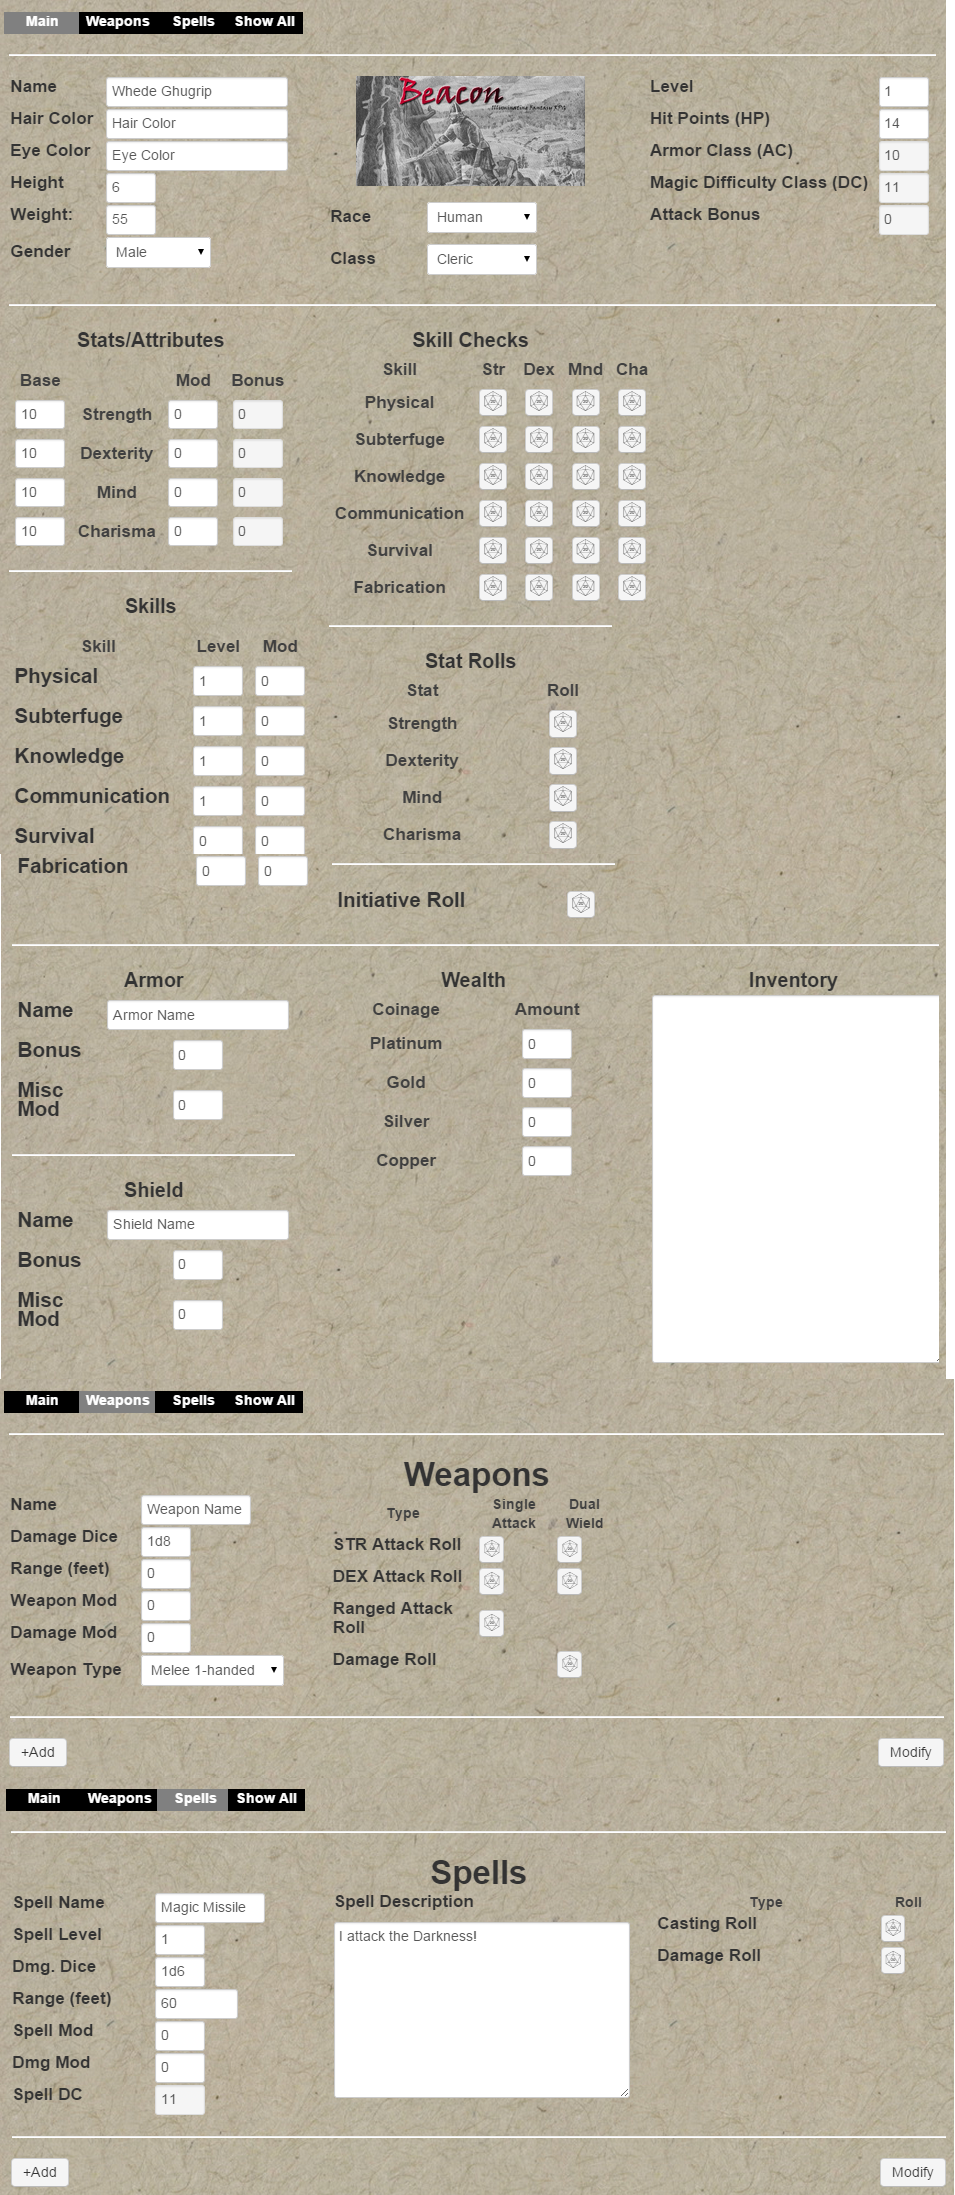 Main Weapons Spells Show All
Name Whede Ghugrip
Hair Color Hair Color
Eye Color Eye Color
Height 6
Weight: 55
Gender Male
Beacon
Illuminating Fantasy RPG
Race Human
Class Cleric
Level 1
Hit Points (HP) 14
Armor Class (AC) 10
Magic Difficulty Class (DC) 11
Attack Bonus 0
Stats/Attributes
Base Mod Bonus
10 Strength 0 0
10 Dexterity 0 0
10 Mind 0 0
10 Charisma 0 0
Skills
Skill Level Mod
Physical 1 0
Subterfuge 1 0
Knowledge 1 0
Communication 1 0
Survival 0 0
Fabrication 0 0
Skill Checks
Skill Str Dex Mnd Cha
Physical
Subterfuge
Knowledge
Communication
Survival
Fabrication
Stat Rolls
Stat Roll
Strength
Dexterity
Mind
Charisma
Initiative Roll
Armor
Name Armor Name
Bonus 0
Misc
Mod 0
Shield
Name Shield Name
Bonus 0
Misc
Mod 0
Wealth
Coinage Amount
Platinum 0
Gold 0
Silver 0
Copper 0
Inventory
Main Weapons Spells Show All
Weapons
Name Weapon Name
Damage Dice 1d8
Range (feet) 0
Weapon Mod 0
Damage Mod 0
Weapon Type Melee 1-handed
Type Single Attack Dual Wield
STR Attack Roll
DEX Attack Roll
Ranged Attack
Roll
Damage Roll
+Add Modify
Main Weapons Spells Show All
Spells
Spell Name Magic Missile
Spell Level 1
Dmg. Dice 1d6
Range (feet) 60
Spell Mod 0
Dmg Mod 0
Spell DC 11
Spell Description
I attack the Darkness!
Type Roll
Casting Roll
Damage Roll
+Add Modify